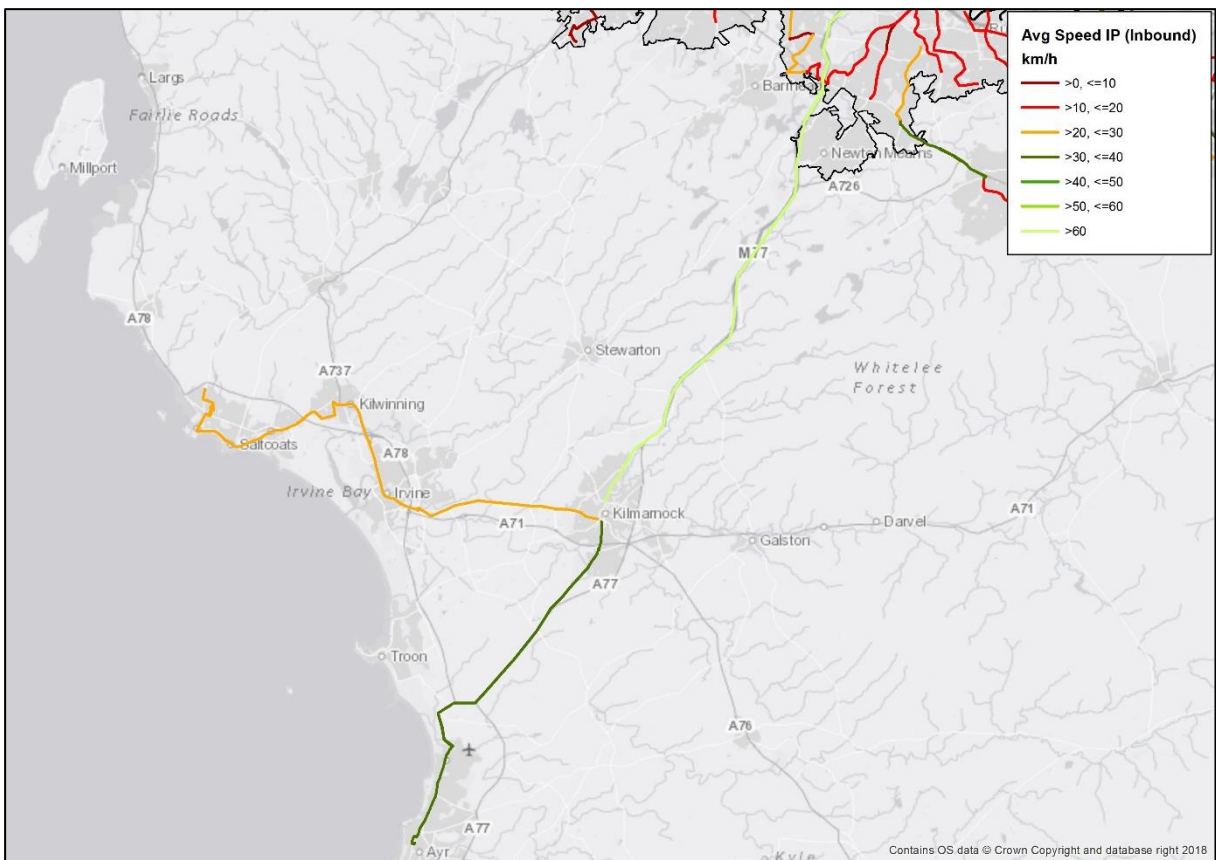 Avg Speed IP (Inbound)
km/h
>0, <=10
>10, <=20
>20, <=30
>30, <=40
>40, <=50
>50, <=60
>60
Largs
Fairlie Roads
Millport
Newton Mearns
A726
M77
A78
Stewarton
Whitelee
Forest
A737
Kilwinning
Saltcoats
A78
Irvine Bay
Irvine
A71
Kilmarnock
Galston
Darvel
A71
A77
Troon
A76
A77
Ayr
Kyle
Contains OS data © Crown Copyright and database right 2018